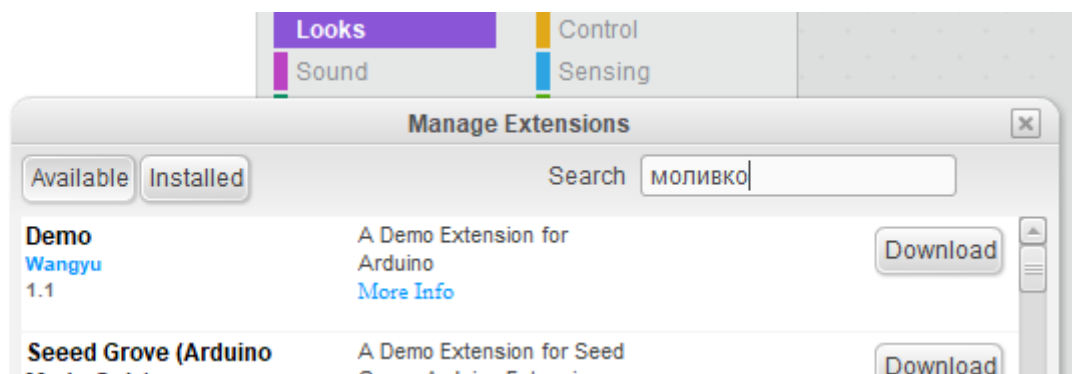 Looks Control
Sound Sensing
Manage Extensions
Available Installed Search моливко
Demo A Demo Extension for Download
Wangyu Arduino
1.1 More Info
Seeed Grove (Arduino A Demo Extension for Seed Download